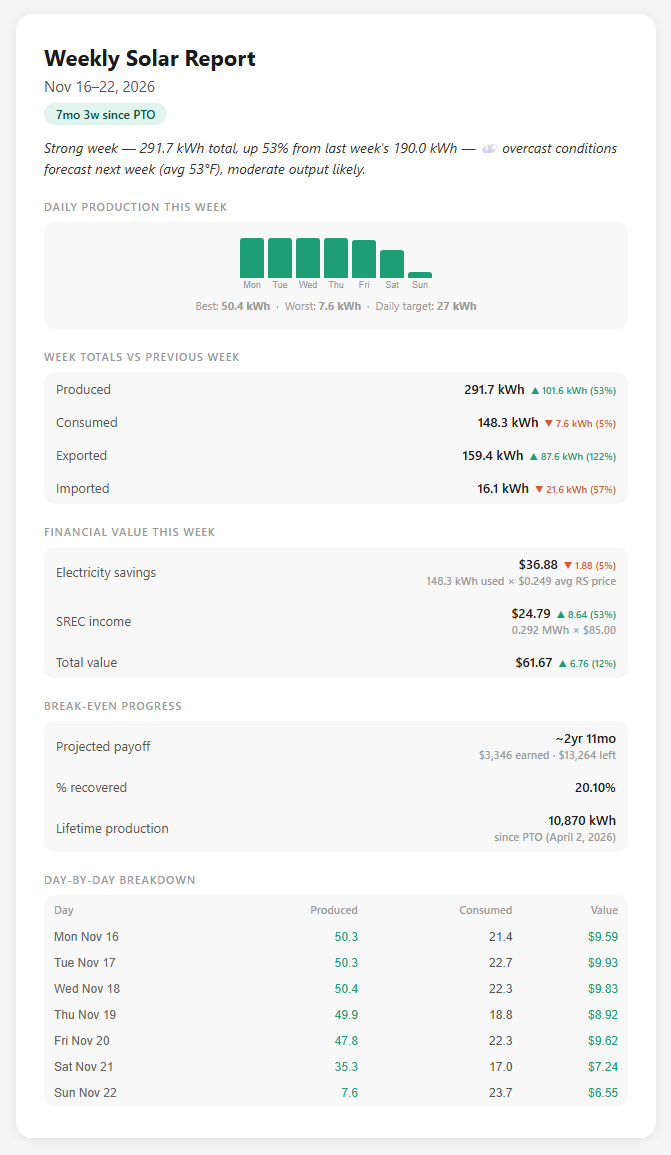 Weekly Solar Report
Nov 16–22, 2026
7mo 3w since PTO
Strong week — 291.7 kWh total, up 53% from last week's 190.0 kWh — overcast conditions
forecast next week (avg 53°F), moderate output likely.
DAILY PRODUCTION THIS WEEK
Mon Tue Wed Thu Fri Sat Sun
Best: 50.4 kWh · Worst: 7.6 kWh · Daily target: 27 kWh
WEEK TOTALS VS PREVIOUS WEEK
Produced 291.7 kWh ▲ 101.6 kWh (53%)
Consumed 148.3 kWh ▼ 7.6 kWh (5%)
Exported 159.4 kWh ▲ 87.6 kWh (122%)
Imported 16.1 kWh ▼ 21.6 kWh (57%)
FINANCIAL VALUE THIS WEEK
Electricity savings $36.88 ▼ 1.88 (5%)
148.3 kWh used × $0.249 avg RS price
SREC income $24.79 ▲ 8.64 (53%)
0.292 MWh × $85.00
Total value $61.67 ▲ 6.76 (12%)
BREAK-EVEN PROGRESS
Projected payoff ~2yr 11mo
$3,346 earned · $13,264 left
% recovered 20.10%
Lifetime production 10,870 kWh
since PTO (April 2, 2026)
DAY-BY-DAY BREAKDOWN
Day Produced Consumed Value
Mon Nov 16 50.3 21.4 $9.59
Tue Nov 17 50.3 22.7 $9.93
Wed Nov 18 50.4 22.3 $9.83
Thu Nov 19 49.9 18.8 $8.92
Fri Nov 20 47.8 22.3 $9.62
Sat Nov 21 35.3 17.0 $7.24
Sun Nov 22 7.6 23.7 $6.55